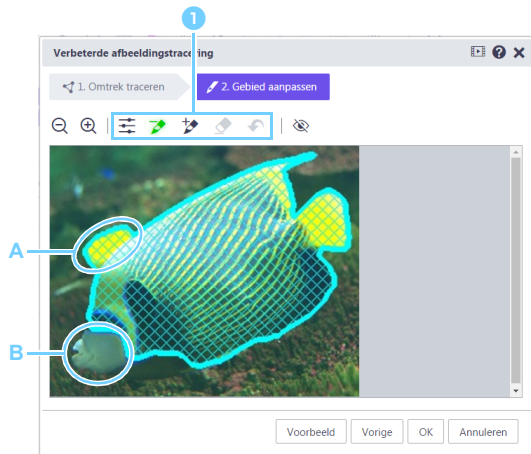 1
Verbeterde afbeeldingstracering
1. Omtrek traceren
2. Gebied aanpassen
A
B
Voorbeeld
Vorige
OK
Annuleren